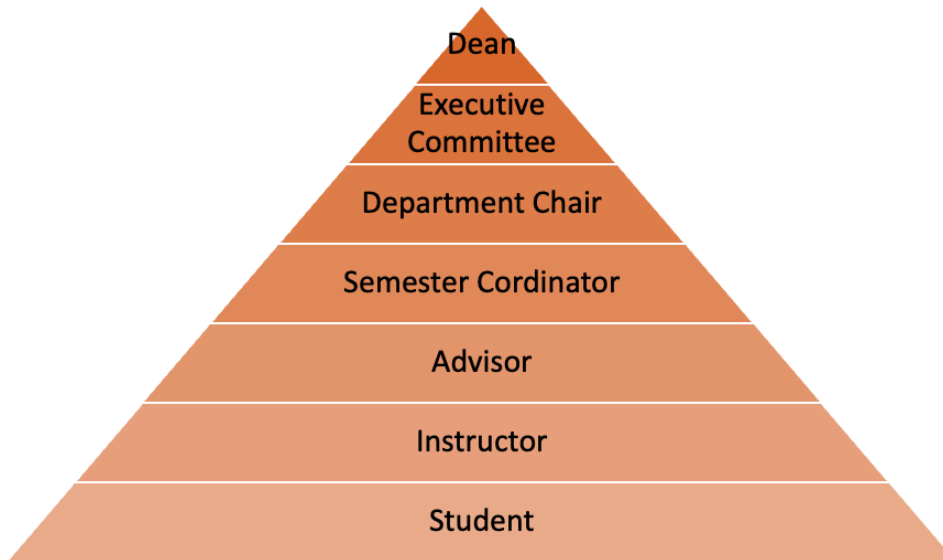 Dean
Executive
Committee
Department Chair
Semester Cordinator
Advisor
Instructor
Student